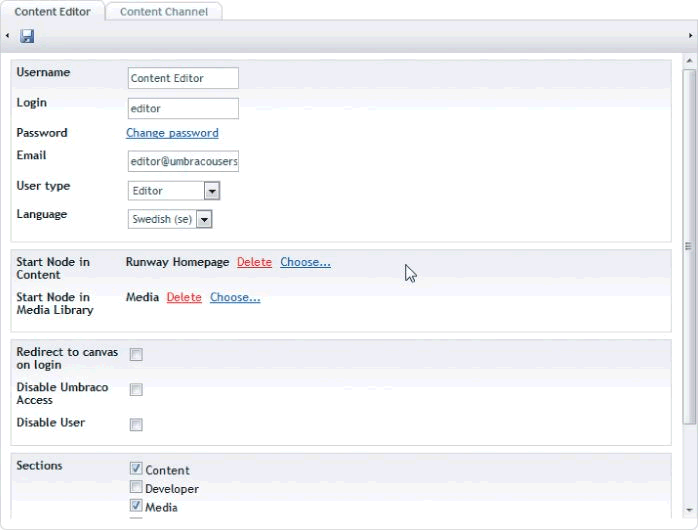 Content Editor Content Channel
Username Content Editor
Login editor
Password Change password
Email editor@umbracousers
User type Editor
Language Swedish (se)
Start Node in Content Runway Homepage Delete Choose...
Start Node in Media Library Media Delete Choose...
Redirect to canvas on login
Disable Umbraco Access
Disable User
Sections Content
Developer
Media